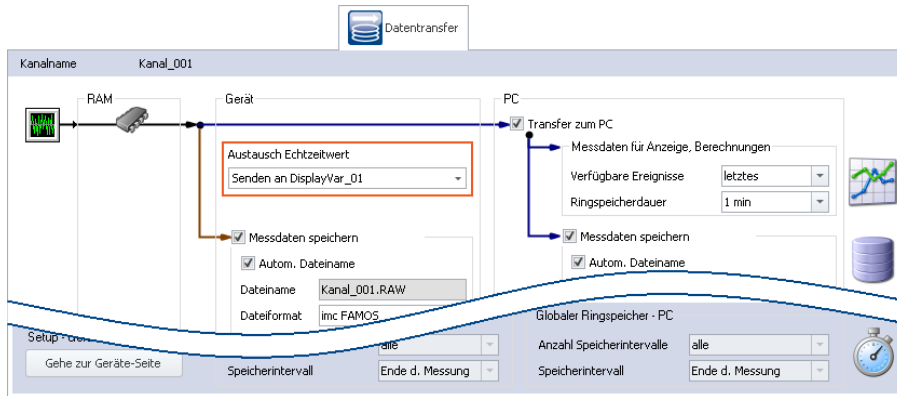 Datentransfer
Kanalname Kanal_001
RAM Gerät PC
Transfer zum PC
Austausch Echtzeitwert
Senden an DisplayVar_01
Messdaten für Anzeige, Berechnungen
Verfügbare Ereignisse letztes
Ringspeicherdauer 1 min
Messdaten speichern
Autom. Dateiname
Dateiname Kanal_001.RAW
Dateiformat imc FAMOS
Messdaten speichern
Autom. Dateiname
Setup -
Gehe zur Geräte-Seite
alle
Speicherintervall Ende d. Messung
Globaler Ringspeicher - PC
Anzahl Speicherintervalle alle
Speicherintervall Ende d. Messung